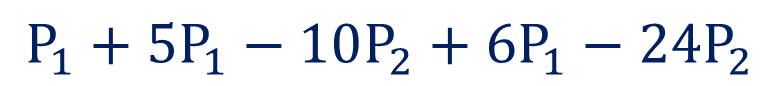 P₁ + 5P₁ − 10P₂ + 6P₁ − 24P₂